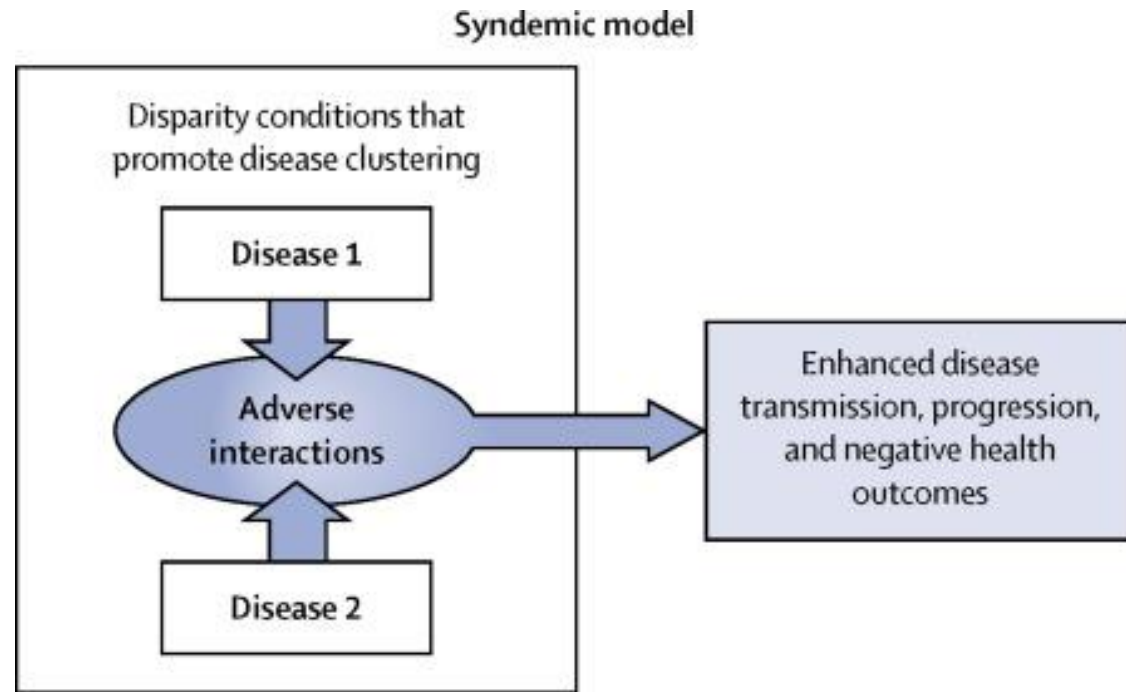 Syndemic model
Disparity conditions that
promote disease clustering
Disease 1
Adverse
interactions
Disease 2
Enhanced disease
transmission, progression,
and negative health
outcomes